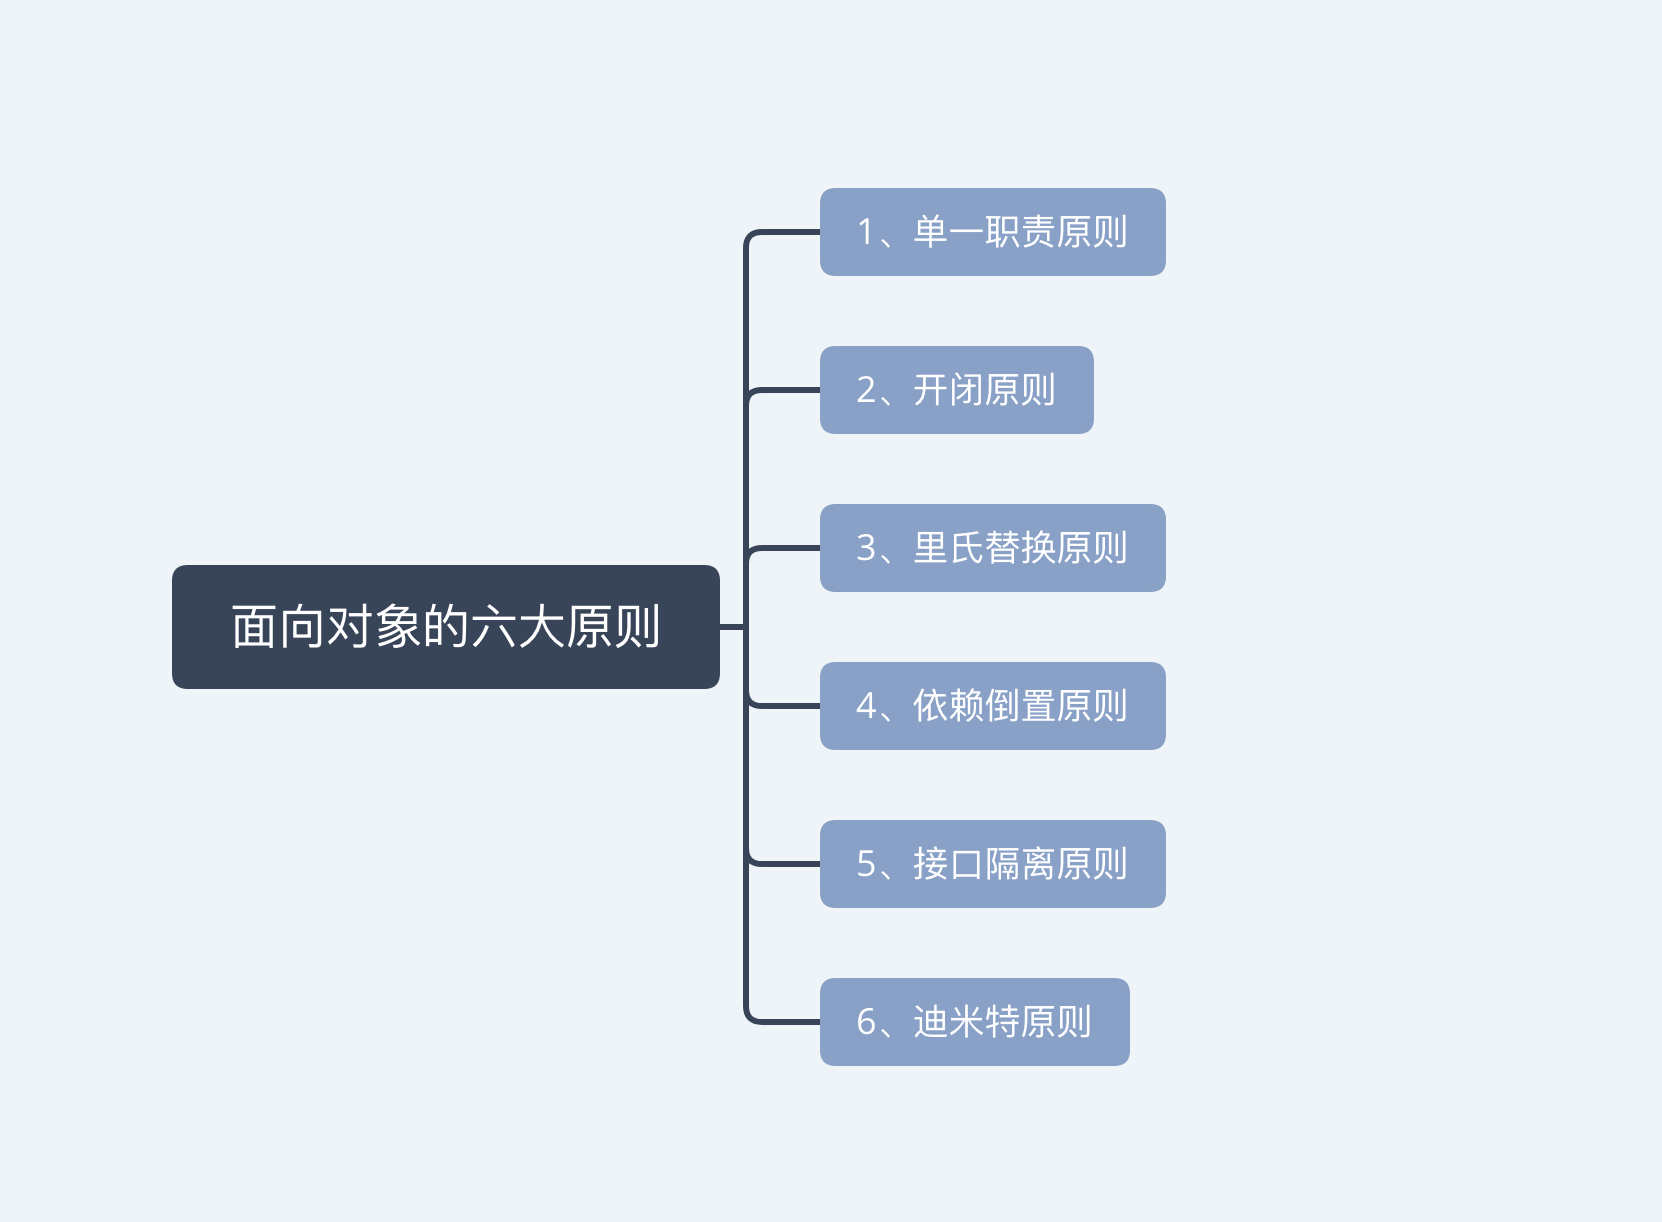 1、单一职责原则
2、开闭原则
3、里氏替换原则
面向对象的六大原则
4、依赖倒置原则
5、接口隔离原则
6、迪米特原则